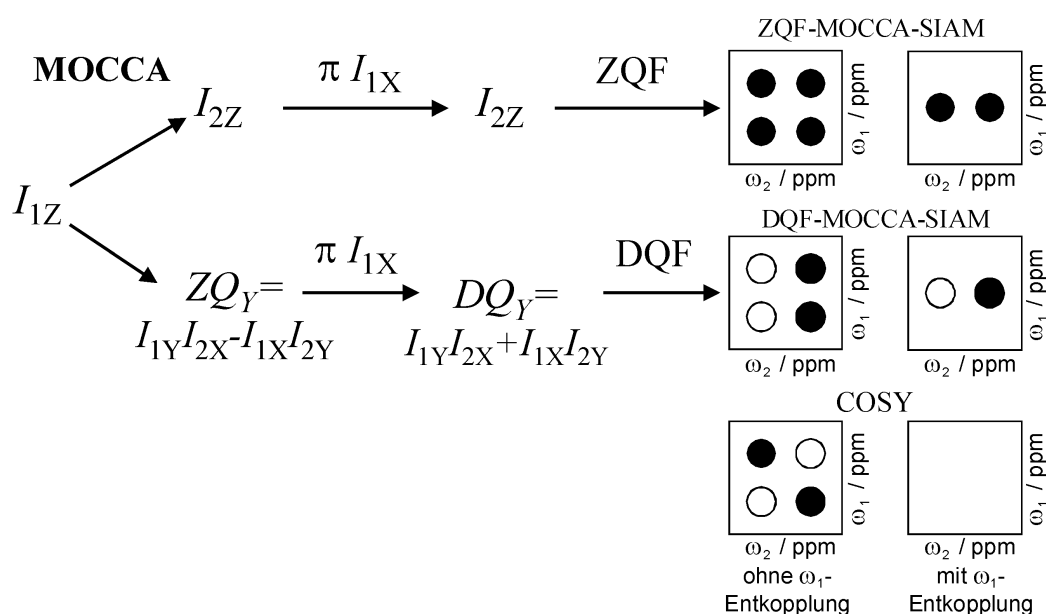 ZQF-MOCCA-SIAM
MOCCA
π I1X
ZQF
I2Z
I2Z
ω1 / ppm
ω1 / ppm
ω2 / ppm
ω2 / ppm
I1Z
DQF-MOCCA-SIAM
π I1X
DQF
ZQY=
DQY=
I1YI2X-I1XI2Y
I1YI2X+I1XI2Y
ω1 / ppm
ω1 / ppm
ω2 / ppm
ω2 / ppm
COSY
ω1 / ppm
ω1 / ppm
ω2 / ppm
ω2 / ppm
ohne ω1-
Entkopplung
mit ω1-
Entkopplung